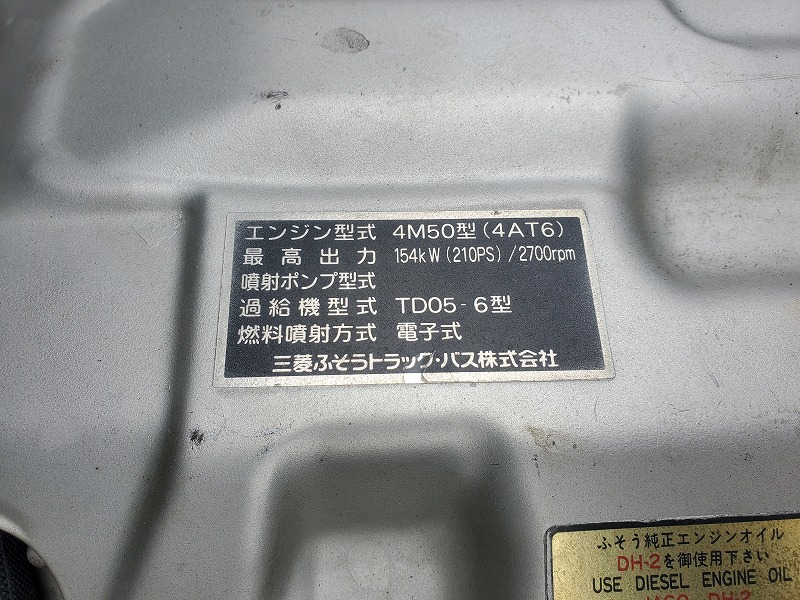 エンジン型式 4M50型(4AT6)
最高出力 154kW(210PS)/2700rpm
噴射ポンプ型式
過給機型式 TD05-6型
燃料噴射方式 電子式
三菱ふそうトラック・バス株式会社
ふそう純正エンジンオイル
DH-2を御使用下さい
USE DIESEL ENGINE OIL
JASO DH-2